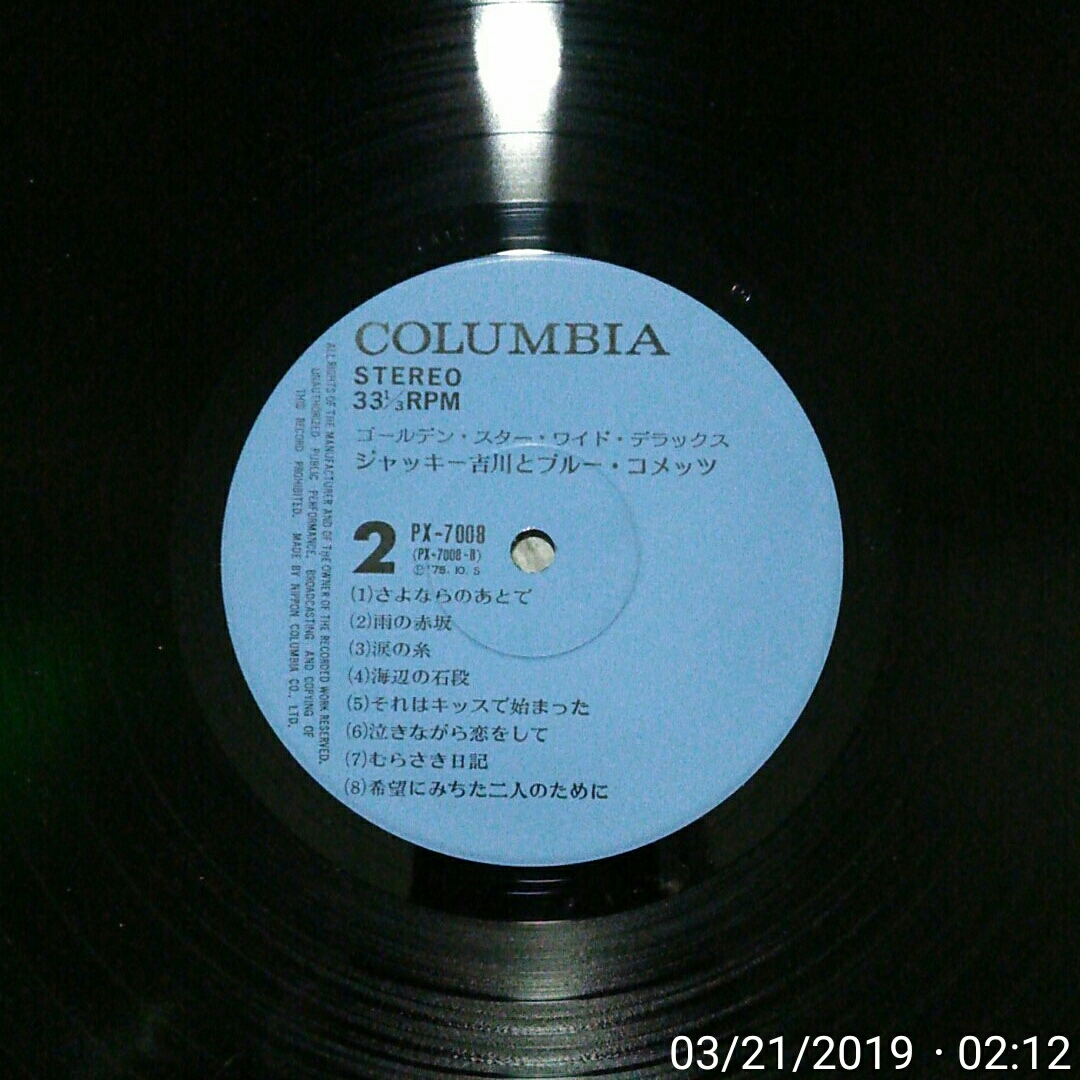 COLUMBIA
STEREO
33⅓RPM
ゴールデン・スター・ワイド・デラックス
ジャッキー吉川とブルー・コメッツ
2 PX-7008
(PX-7008-B)
Ⓟ'75. 10. S
(1)さよならのあとで
(2)雨の赤坂
(3)涙の糸
(4)海辺の石段
(5)それはキッスで始まった
(6)泣きながら恋をして
(7)むらさき日記
(8)希望にみちた二人のために
ALL RIGHTS OF THE MANUFACTURER AND OF THE OWNER OF THE RECORDED WORK RESERVED.
UNAUTHORIZED PUBLIC PERFORMANCE, BROADCASTING AND COPYING OF
THIS RECORD PROHIBITED. MADE BY NIPPON COLUMBIA CO., LTD.
03/21/2019 · 02:12